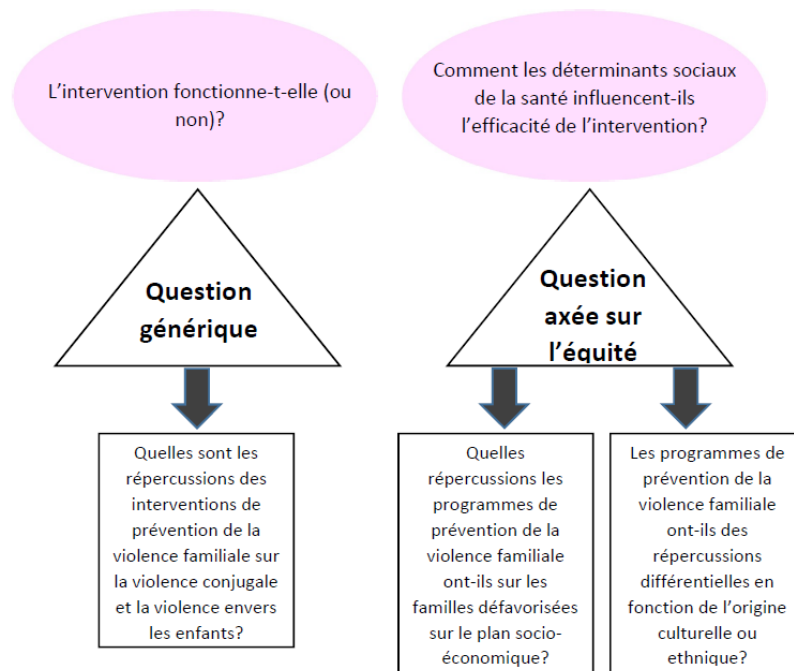 L'intervention fonctionne-t-elle (ou
non)?
Comment les déterminants sociaux
de la santé influencent-ils
l'efficacité de l'intervention?
Question
générique
Question
axée sur
l'équité
Quelles sont les
répercussions des
interventions de
prévention de la
violence familiale sur
la violence conjugale
et la violence envers
les enfants?
Quelles
répercussions les
programmes de
prévention de la
violence familiale
ont-ils sur les
familles défavorisées
sur le plan socio-
économique?
Les programmes de
prévention de la
violence familiale
ont-ils des
répercussions
différentielles en
fonction de l'origine
culturelle ou
ethnique?